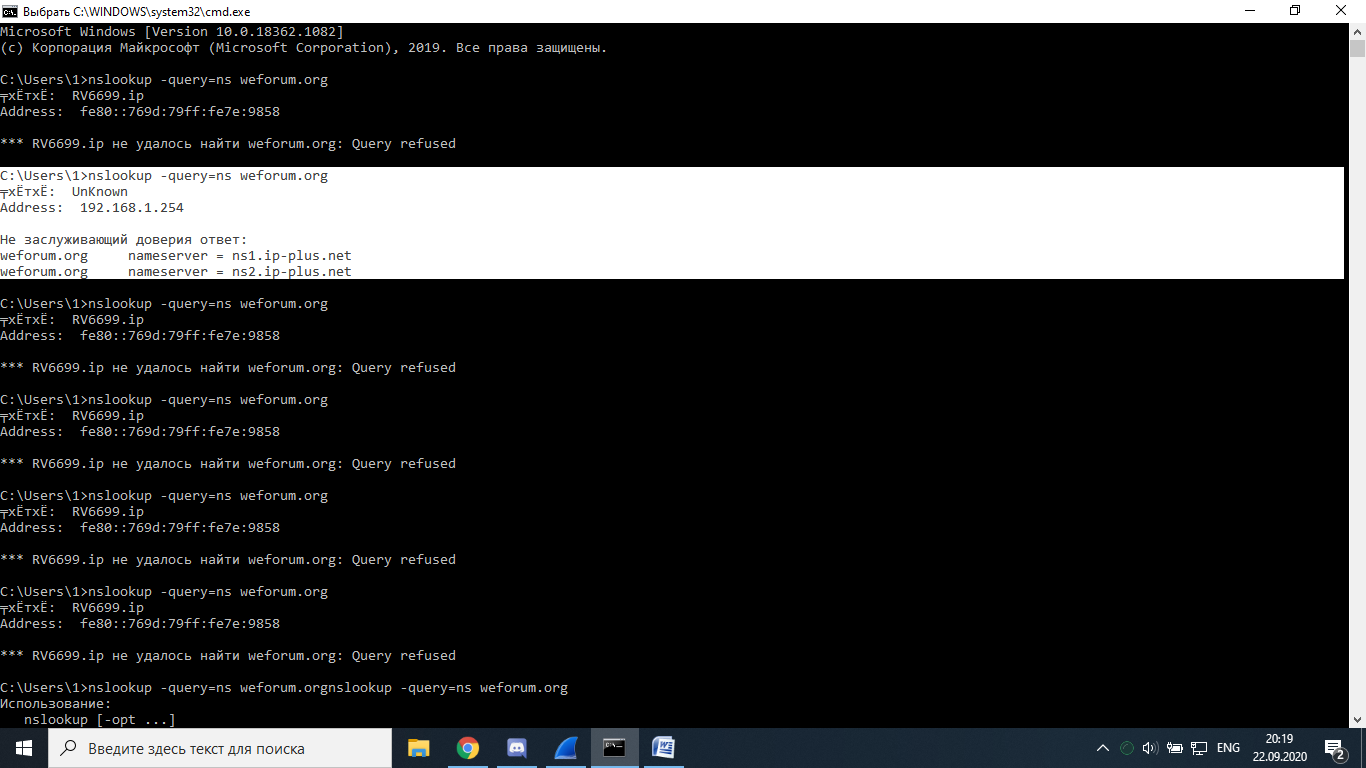 Выбрать C:\WINDOWS\system32\cmd.exe
Microsoft Windows [Version 10.0.18362.1082]
(c) Корпорация Майкрософт (Microsoft Corporation), 2019. Все права защищены.
C:\Users\1>nslookup -query=ns weforum.org
╤хЁтхЁ:  RV6699.ip
Address:  fe80::769d:79ff:fe7e:9858
*** RV6699.ip не удалось найти weforum.org: Query refused
C:\Users\1>nslookup -query=ns weforum.org
╤хЁтхЁ:  UnKnown
Address:  192.168.1.254
Не заслуживающий доверия ответ:
weforum.org     nameserver = ns1.ip-plus.net
weforum.org     nameserver = ns2.ip-plus.net
C:\Users\1>nslookup -query=ns weforum.org
╤хЁтхЁ:  RV6699.ip
Address:  fe80::769d:79ff:fe7e:9858
*** RV6699.ip не удалось найти weforum.org: Query refused
C:\Users\1>nslookup -query=ns weforum.org
╤хЁтхЁ:  RV6699.ip
Address:  fe80::769d:79ff:fe7e:9858
*** RV6699.ip не удалось найти weforum.org: Query refused
C:\Users\1>nslookup -query=ns weforum.org
╤хЁтхЁ:  RV6699.ip
Address:  fe80::769d:79ff:fe7e:9858
*** RV6699.ip не удалось найти weforum.org: Query refused
C:\Users\1>nslookup -query=ns weforum.org
╤хЁтхЁ:  RV6699.ip
Address:  fe80::769d:79ff:fe7e:9858
*** RV6699.ip не удалось найти weforum.org: Query refused
C:\Users\1>nslookup -query=ns weforum.orgnslookup -query=ns weforum.org
Использование:
   nslookup [-opt ...]
Введите здесь текст для поиска
ENG
20:19
22.09.2020
2